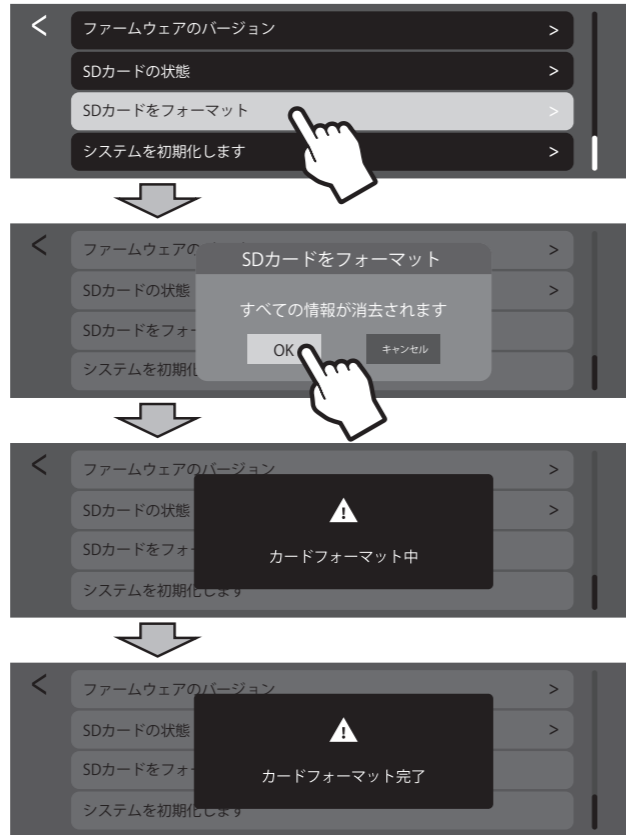 <
ファームウェアのバージョン >
SDカードの状態 >
SDカードをフォーマット >
システムを初期化します >
<
ファームウェアの >
SDカードの状態 >
SDカードをフォー
システムを初期化
SDカードをフォーマット
すべての情報が消去されます
OK キャンセル
<
ファームウェアのバージョン >
SDカードの状態 >
SDカードをフォー
システムを初期化します
!
カードフォーマット中
<
ファームウェアのバージョン >
SDカードの状態 >
SDカードをフォー
システムを初期化します
!
カードフォーマット完了